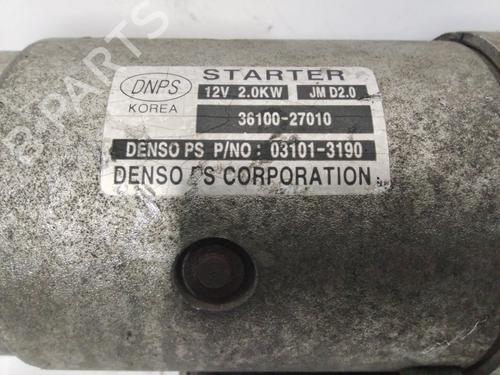 STARTER
DNPS
12V 2.0KW JM D2.0
KOREA
36100-27010
DENSO PS P/NO : 03101-3190
DENSO PS CORPORATION.
B-PARTS